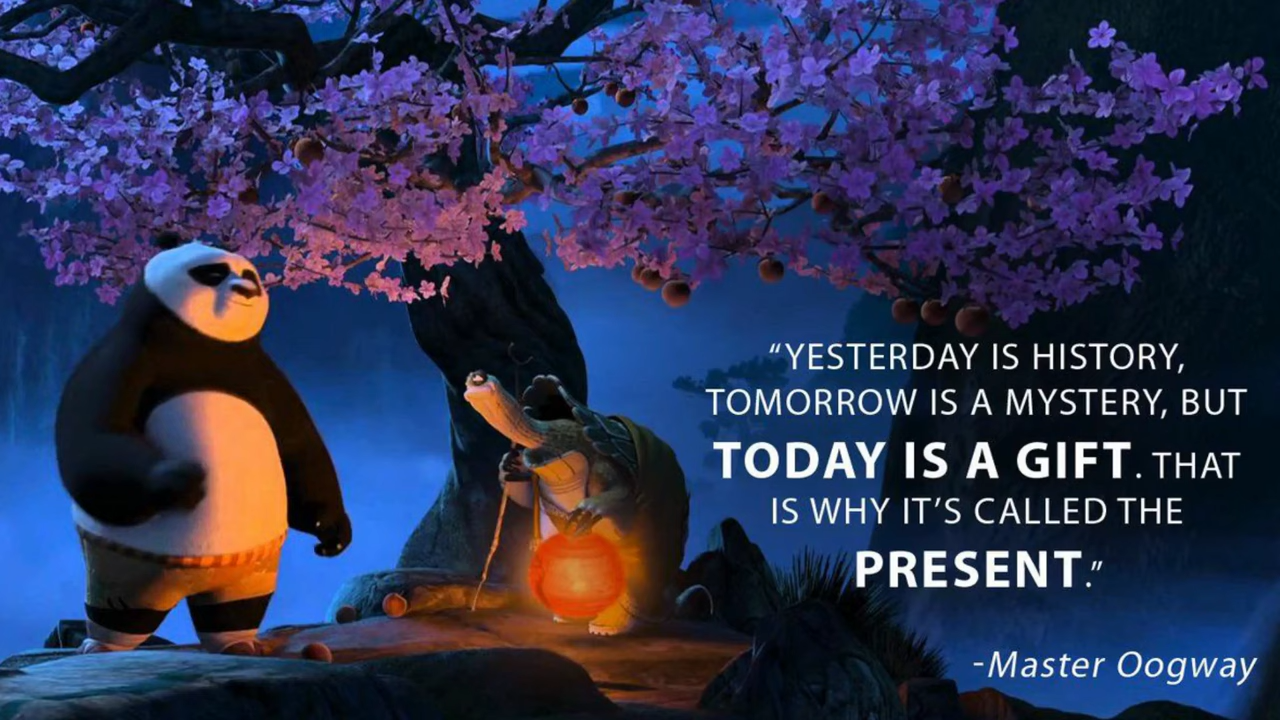 “YESTERDAY IS HISTORY,
TOMORROW IS A MYSTERY, BUT
TODAY IS A GIFT. THAT
IS WHY IT’S CALLED THE
PRESENT.”
-Master Oogway